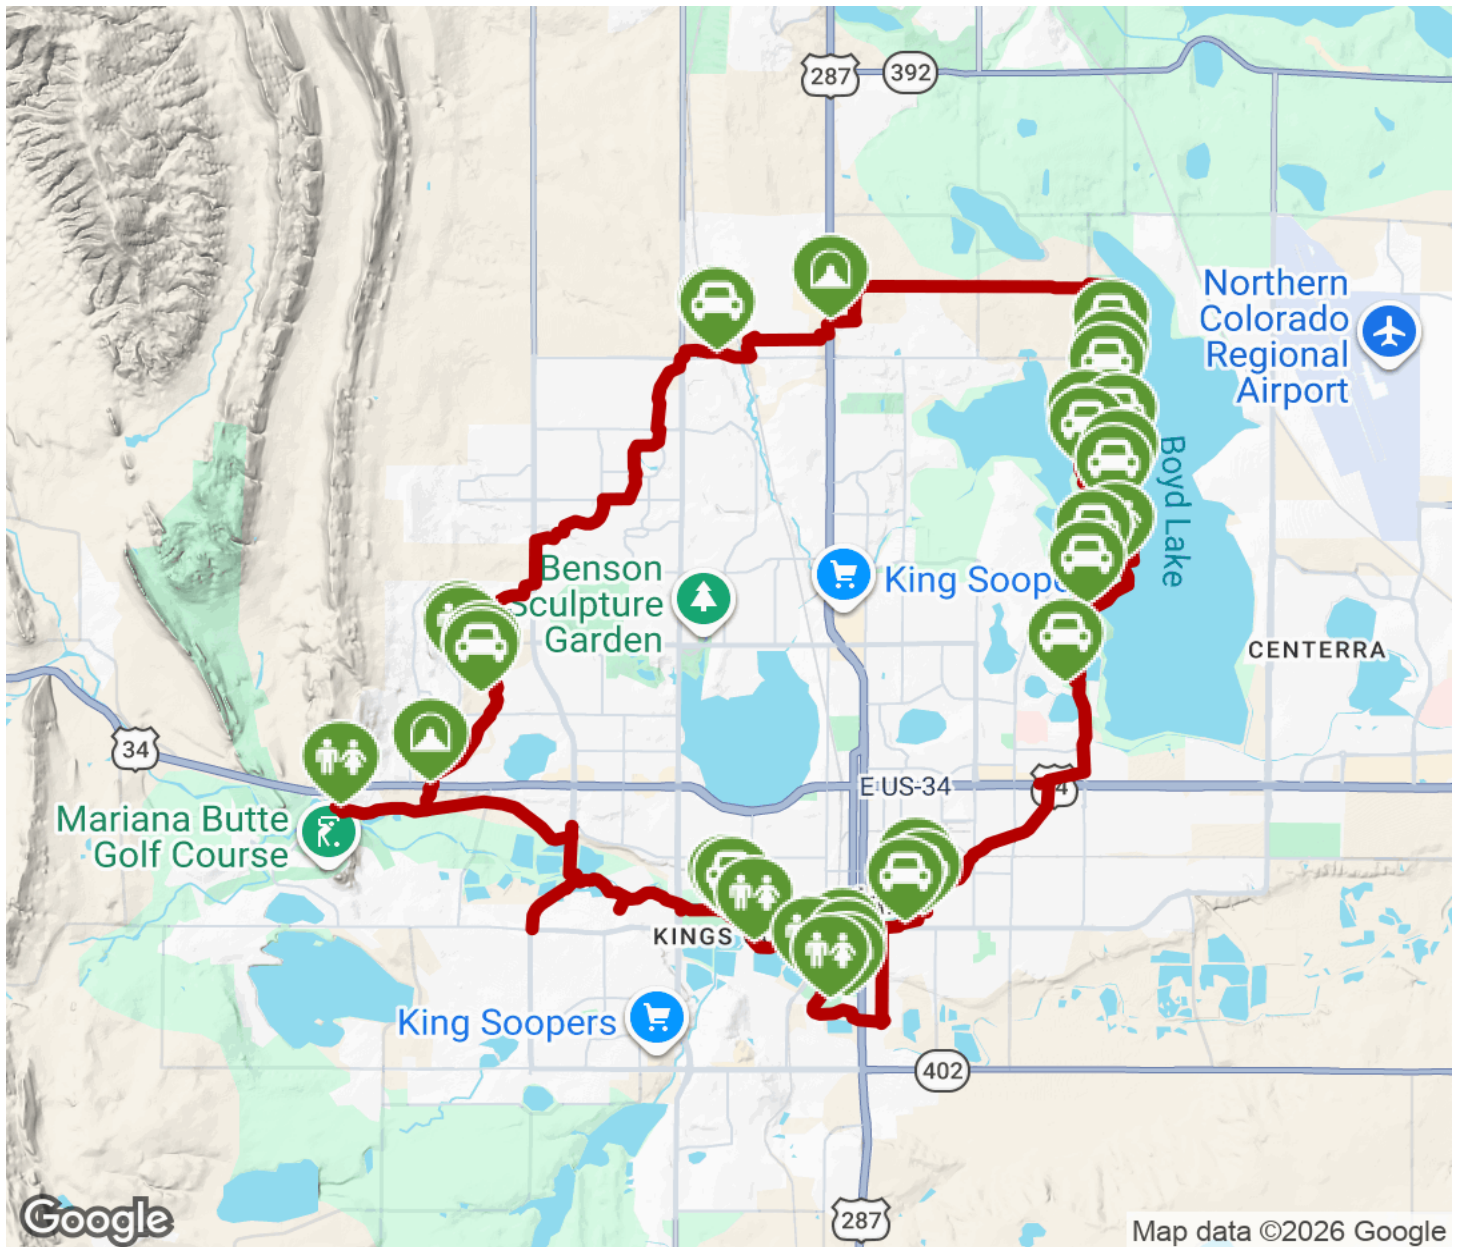 287
392
Northern
Colorado
Regional
Airport
Boyd Lake
Benson
Sculpture
Garden
King Soope
CENTERRA
34
E US-34
34
Mariana Butte
Golf Course
KINGS
King Soopers
402
287
Google
Map data ©2026 Google